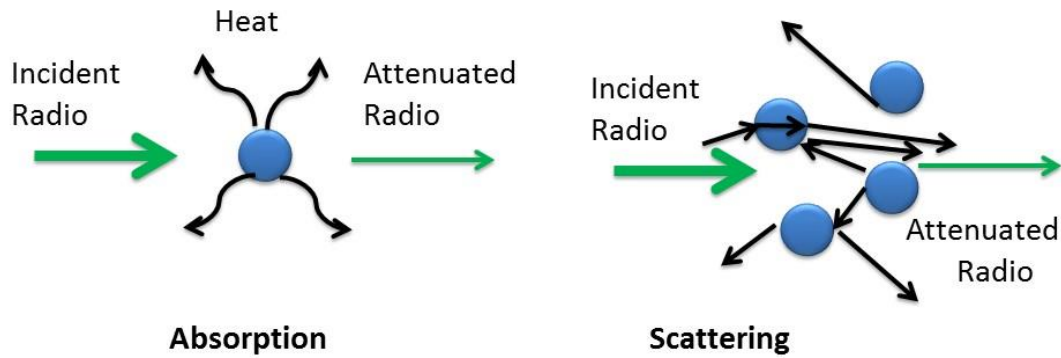 Heat
Incident
Radio
Attenuated
Radio
Absorption
Incident
Radio
Attenuated
Radio
Scattering